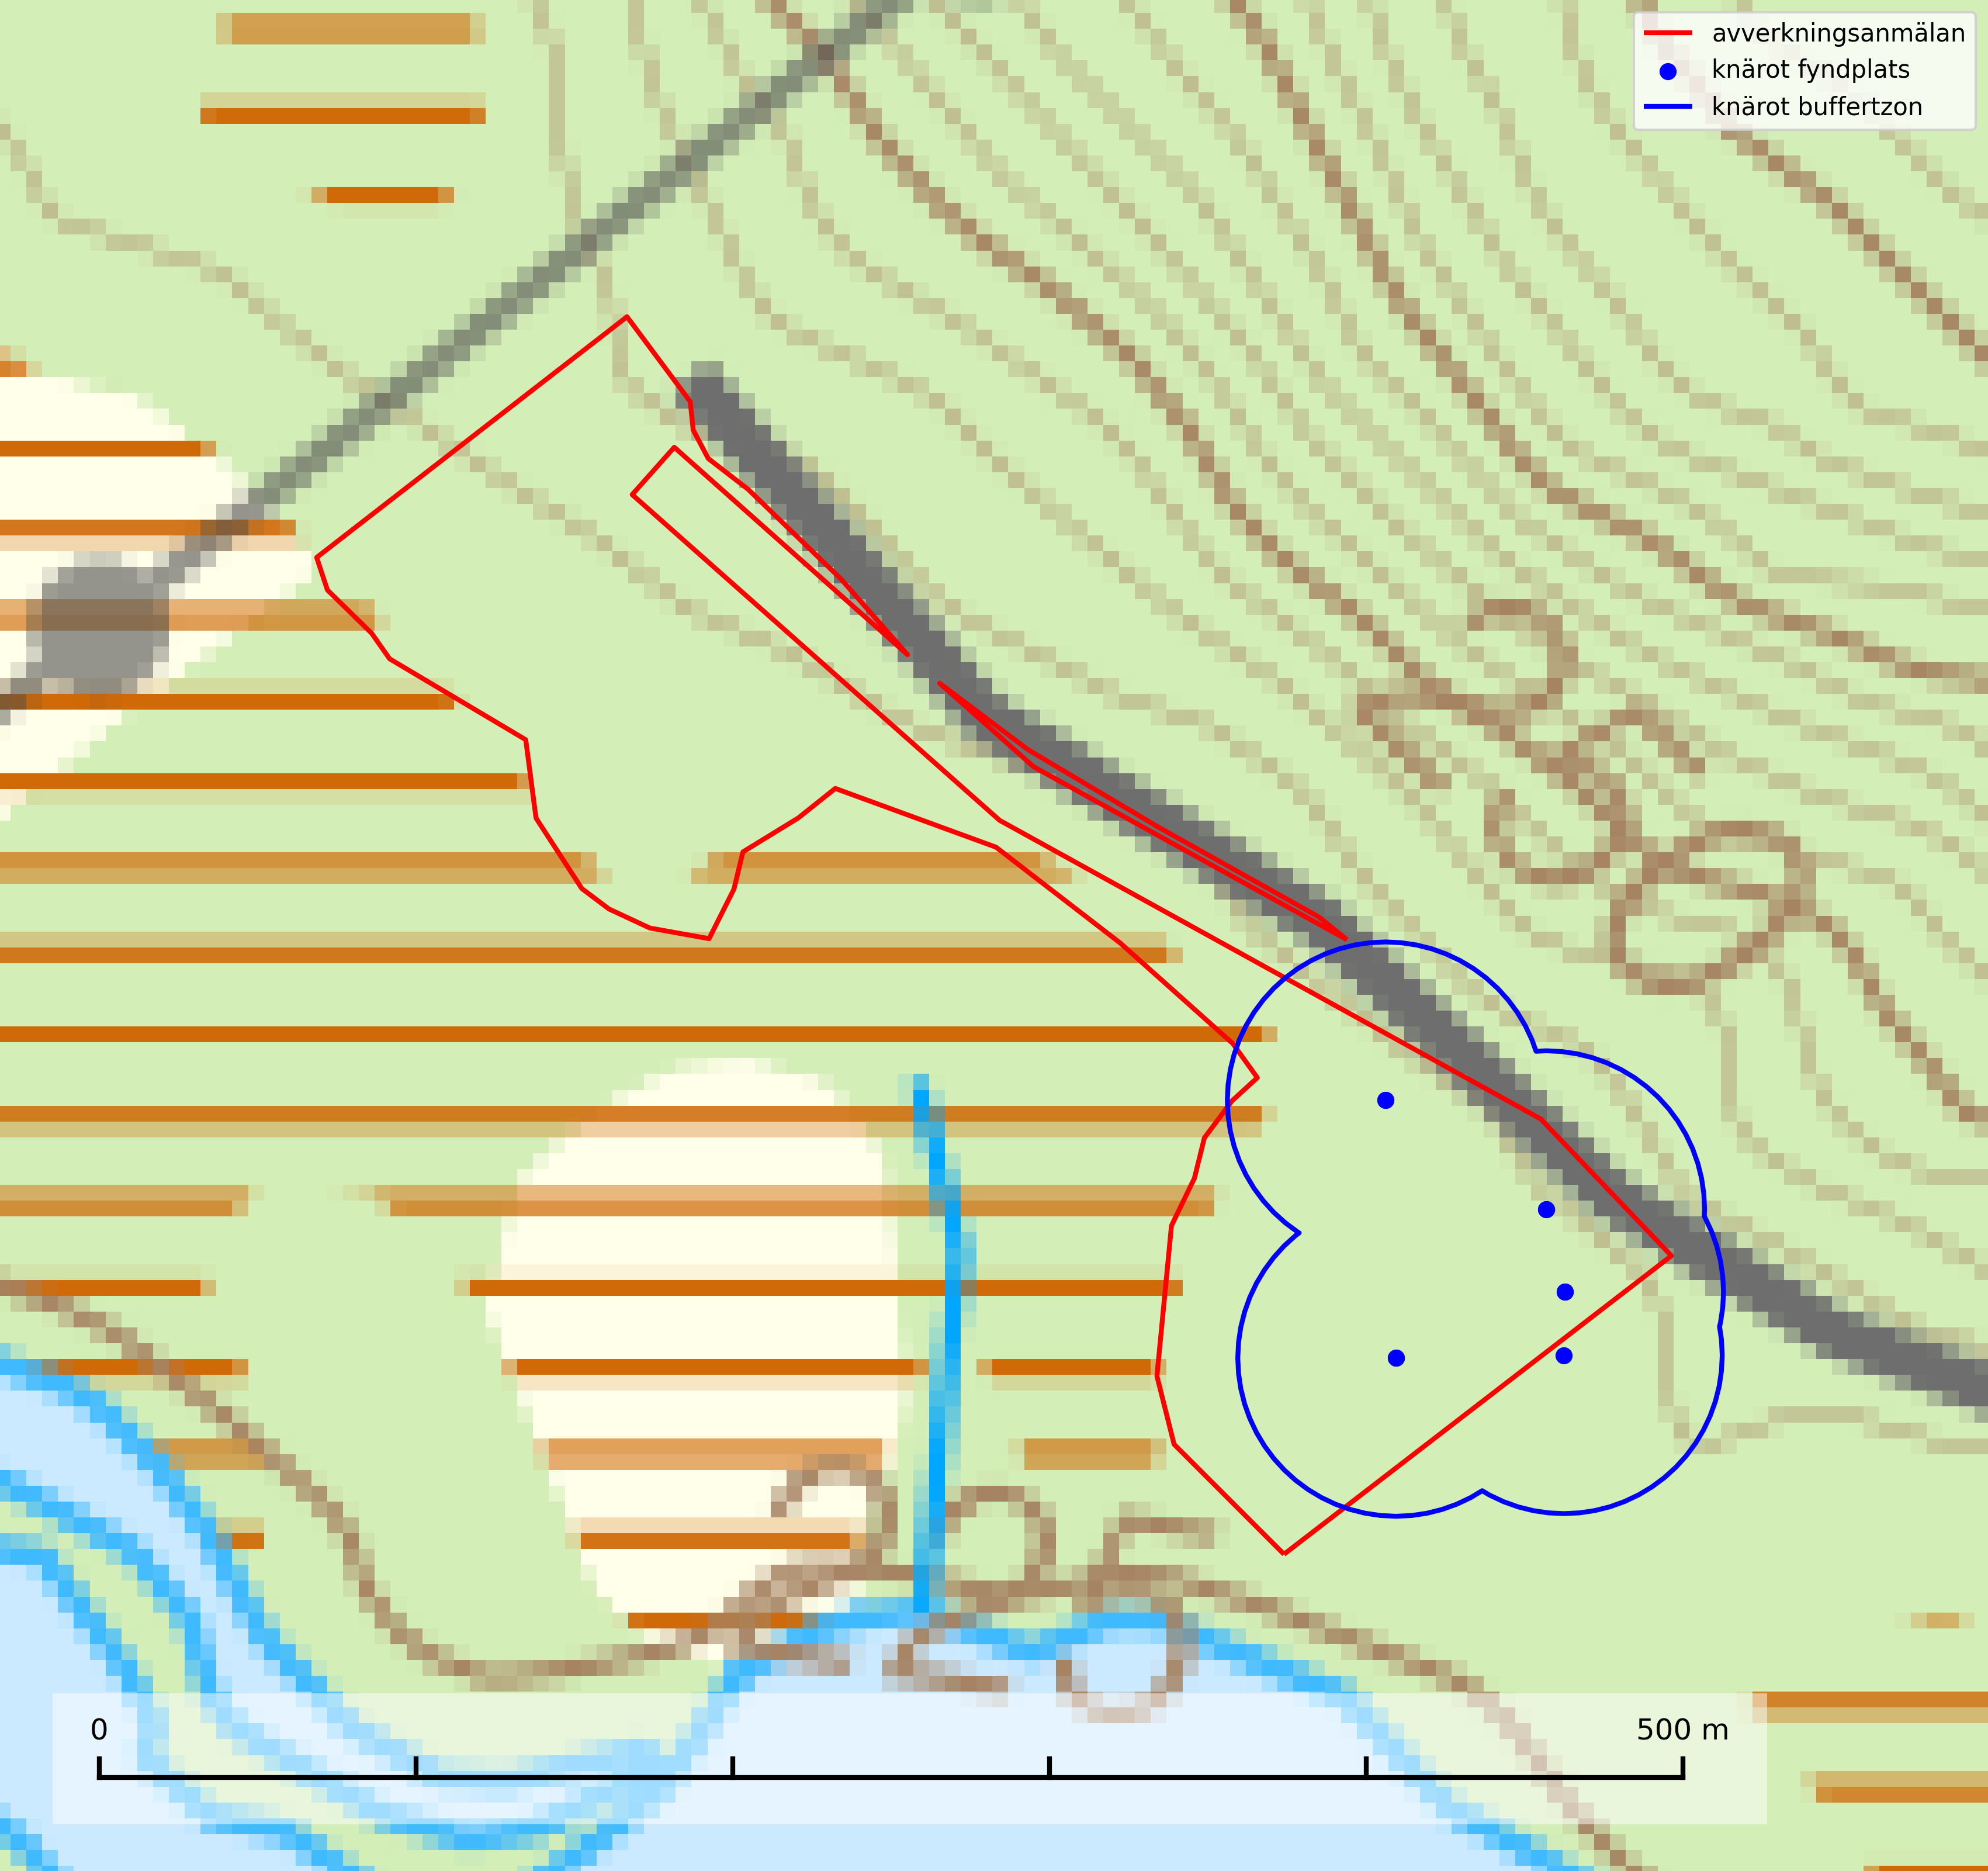 avverkningsanmälan
knärot fyndplats
knärot buffertzon
0
500 m